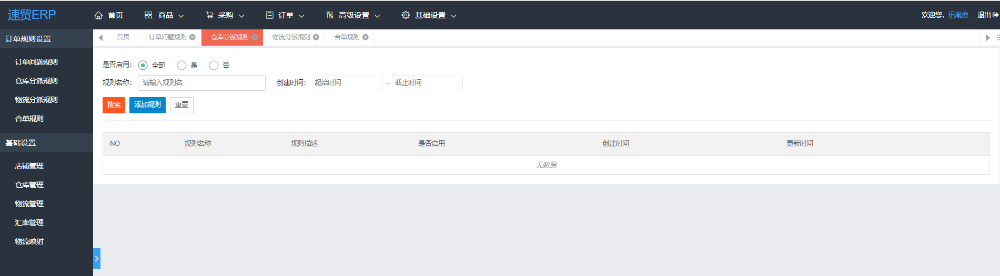 速贸ERP
首页 商品 采购 订单 高级设置 基础设置
欢迎您，伍胤俊 退出
订单规则设置
订单问题规则
仓库分派规则
物流分派规则
合单规则
基础设置
店铺管理
仓库管理
物流管理
汇率管理
物流映射
首页 订单问题规则 仓库分派规则 物流分派规则 合单规则
是否启用： 全部 是 否
规则名称： 请输入规则名 创建时间： 起始时间 - 截止时间
搜索 添加规则 重置
NO 规则名称 规则描述 是否启用 创建时间 更新时间
无数据